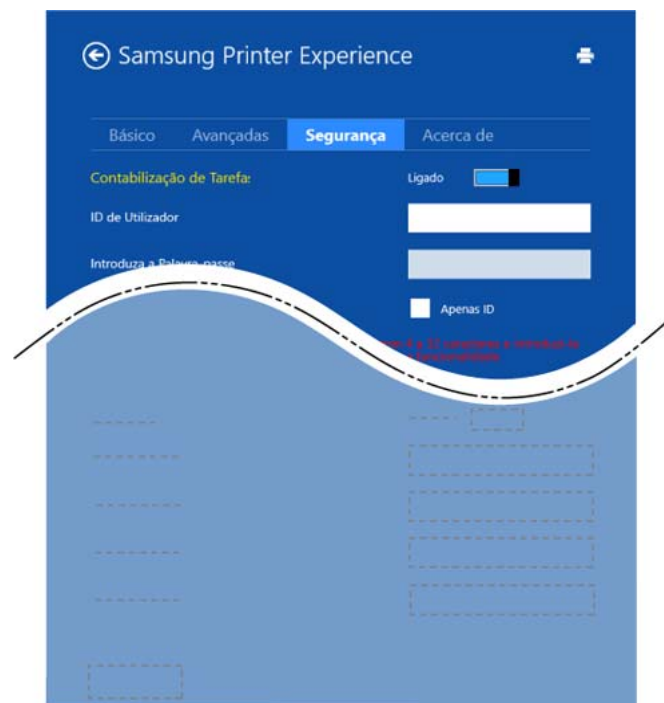 Samsung Printer Experience
Básico Avançadas Segurança Acerca de
Contabilização de Tarefa: Ligado
ID de Utilizador
Introduza a Palavra-passe
Apenas ID